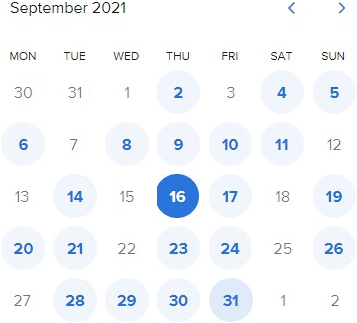 September 2021
MON TUE WED THU FRI SAT SUN
30 31 1 2 3 4 5
6 7 8 9 10 11 12
13 14 15 16 17 18 19
20 21 22 23 24 25 26
27 28 29 30 31 1 2